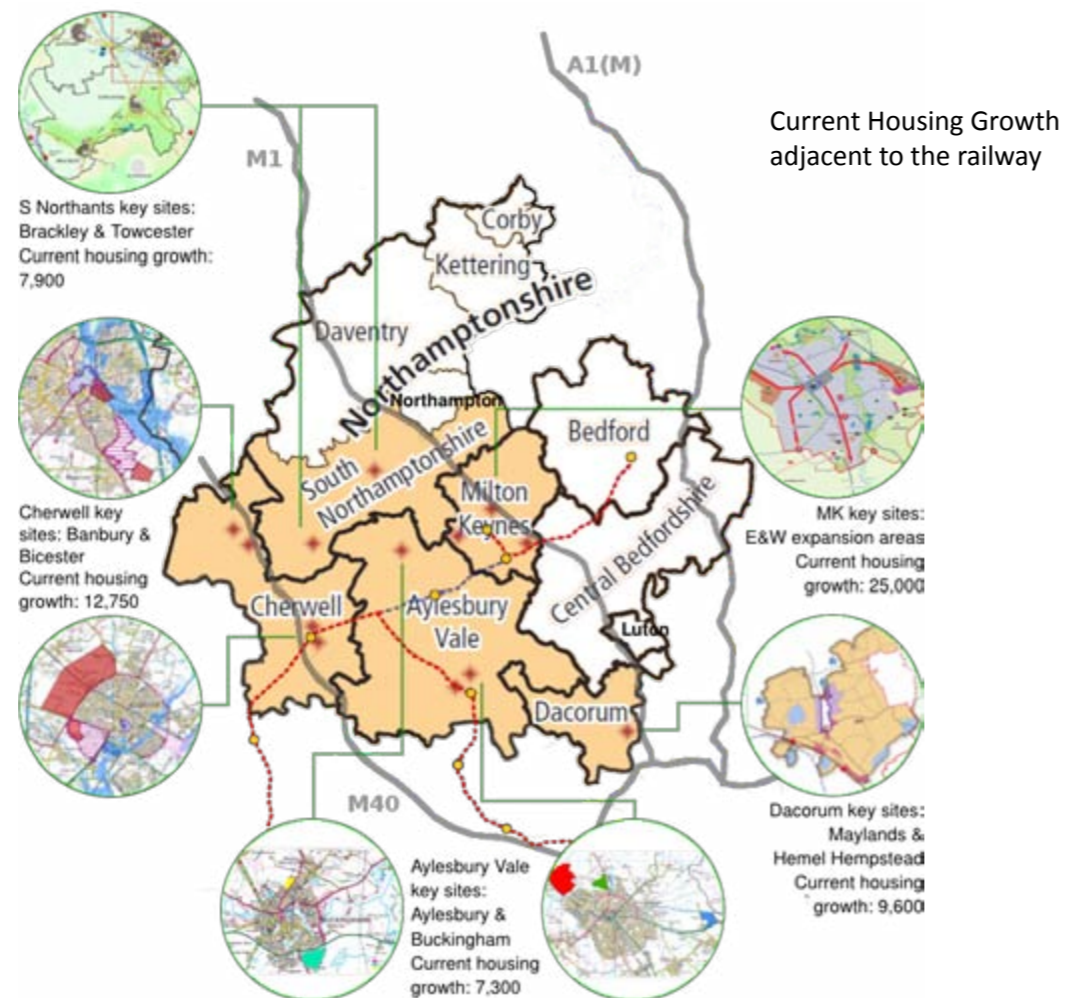 Current Housing Growth
adjacent to the railway
A1(M)
M1
S Northants key sites:
Brackley & Towcester
Current housing growth:
7,900
Corby
Kettering
Northamptonshire
Daventry
Northampton
Bedford
South
Northamptonshire
Milton
Keynes
Central Bedfordshire
Cherwell key
sites: Banbury &
Bicester
Current housing
growth: 12,750
MK key sites:
E&W expansion areas
Current housing
growth: 25,000
Cherwell
Aylesbury
Vale
Luton
Dacorum
M40
Dacorum key sites:
Maylands &
Hemel Hempstead
Current housing
growth: 9,600
Aylesbury Vale
key sites:
Aylesbury &
Buckingham
Current housing
growth: 7,300